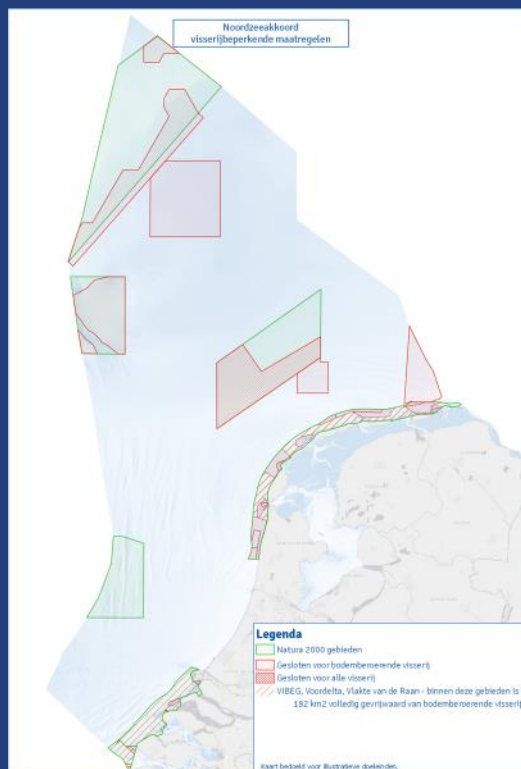 Noordzeeakkoord
visserijbeperkende maatregelen
Legenda
Natura 2000 gebieden
Gesloten voor bodemberoerende visserij
Gesloten voor alle visserij
VIBEG, Voordelta, Vlakte van de Raan - binnen deze gebieden is
182 km2 volledig gevrijwaard van bodemberoerende visserij
Kaart bedoeld voor illustratieve doeleinden.